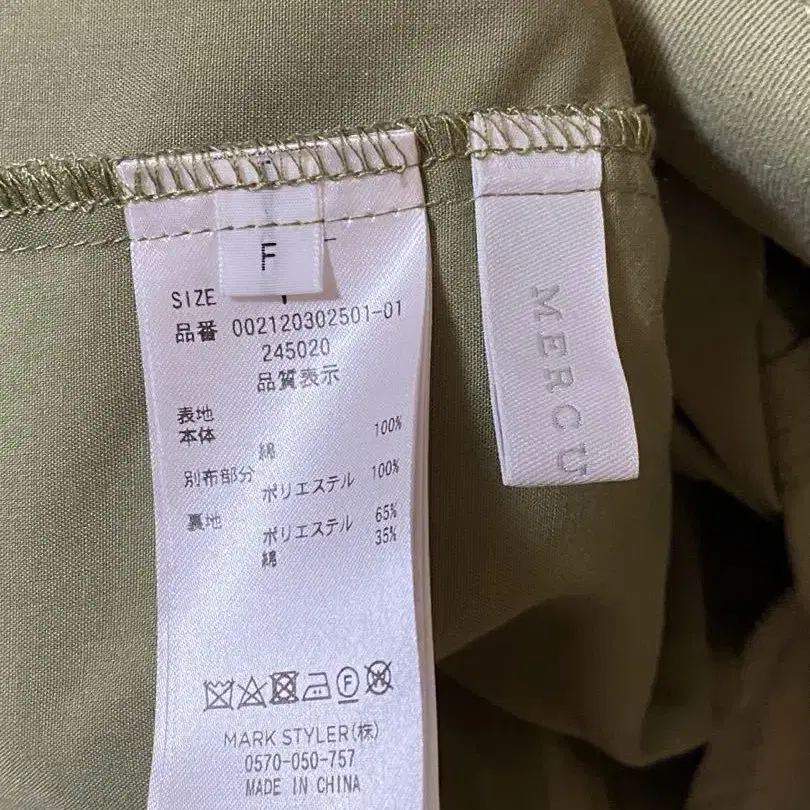 F
SIZE
品番 002120302501-01
245020
品質表示
表地
本体
綿 100%
別布部分
ポリエステル 100%
裏地
ポリエステル 65%
綿 35%
F
W
MARK STYLER(株)
0570-050-757
MADE IN CHINA
MERCU